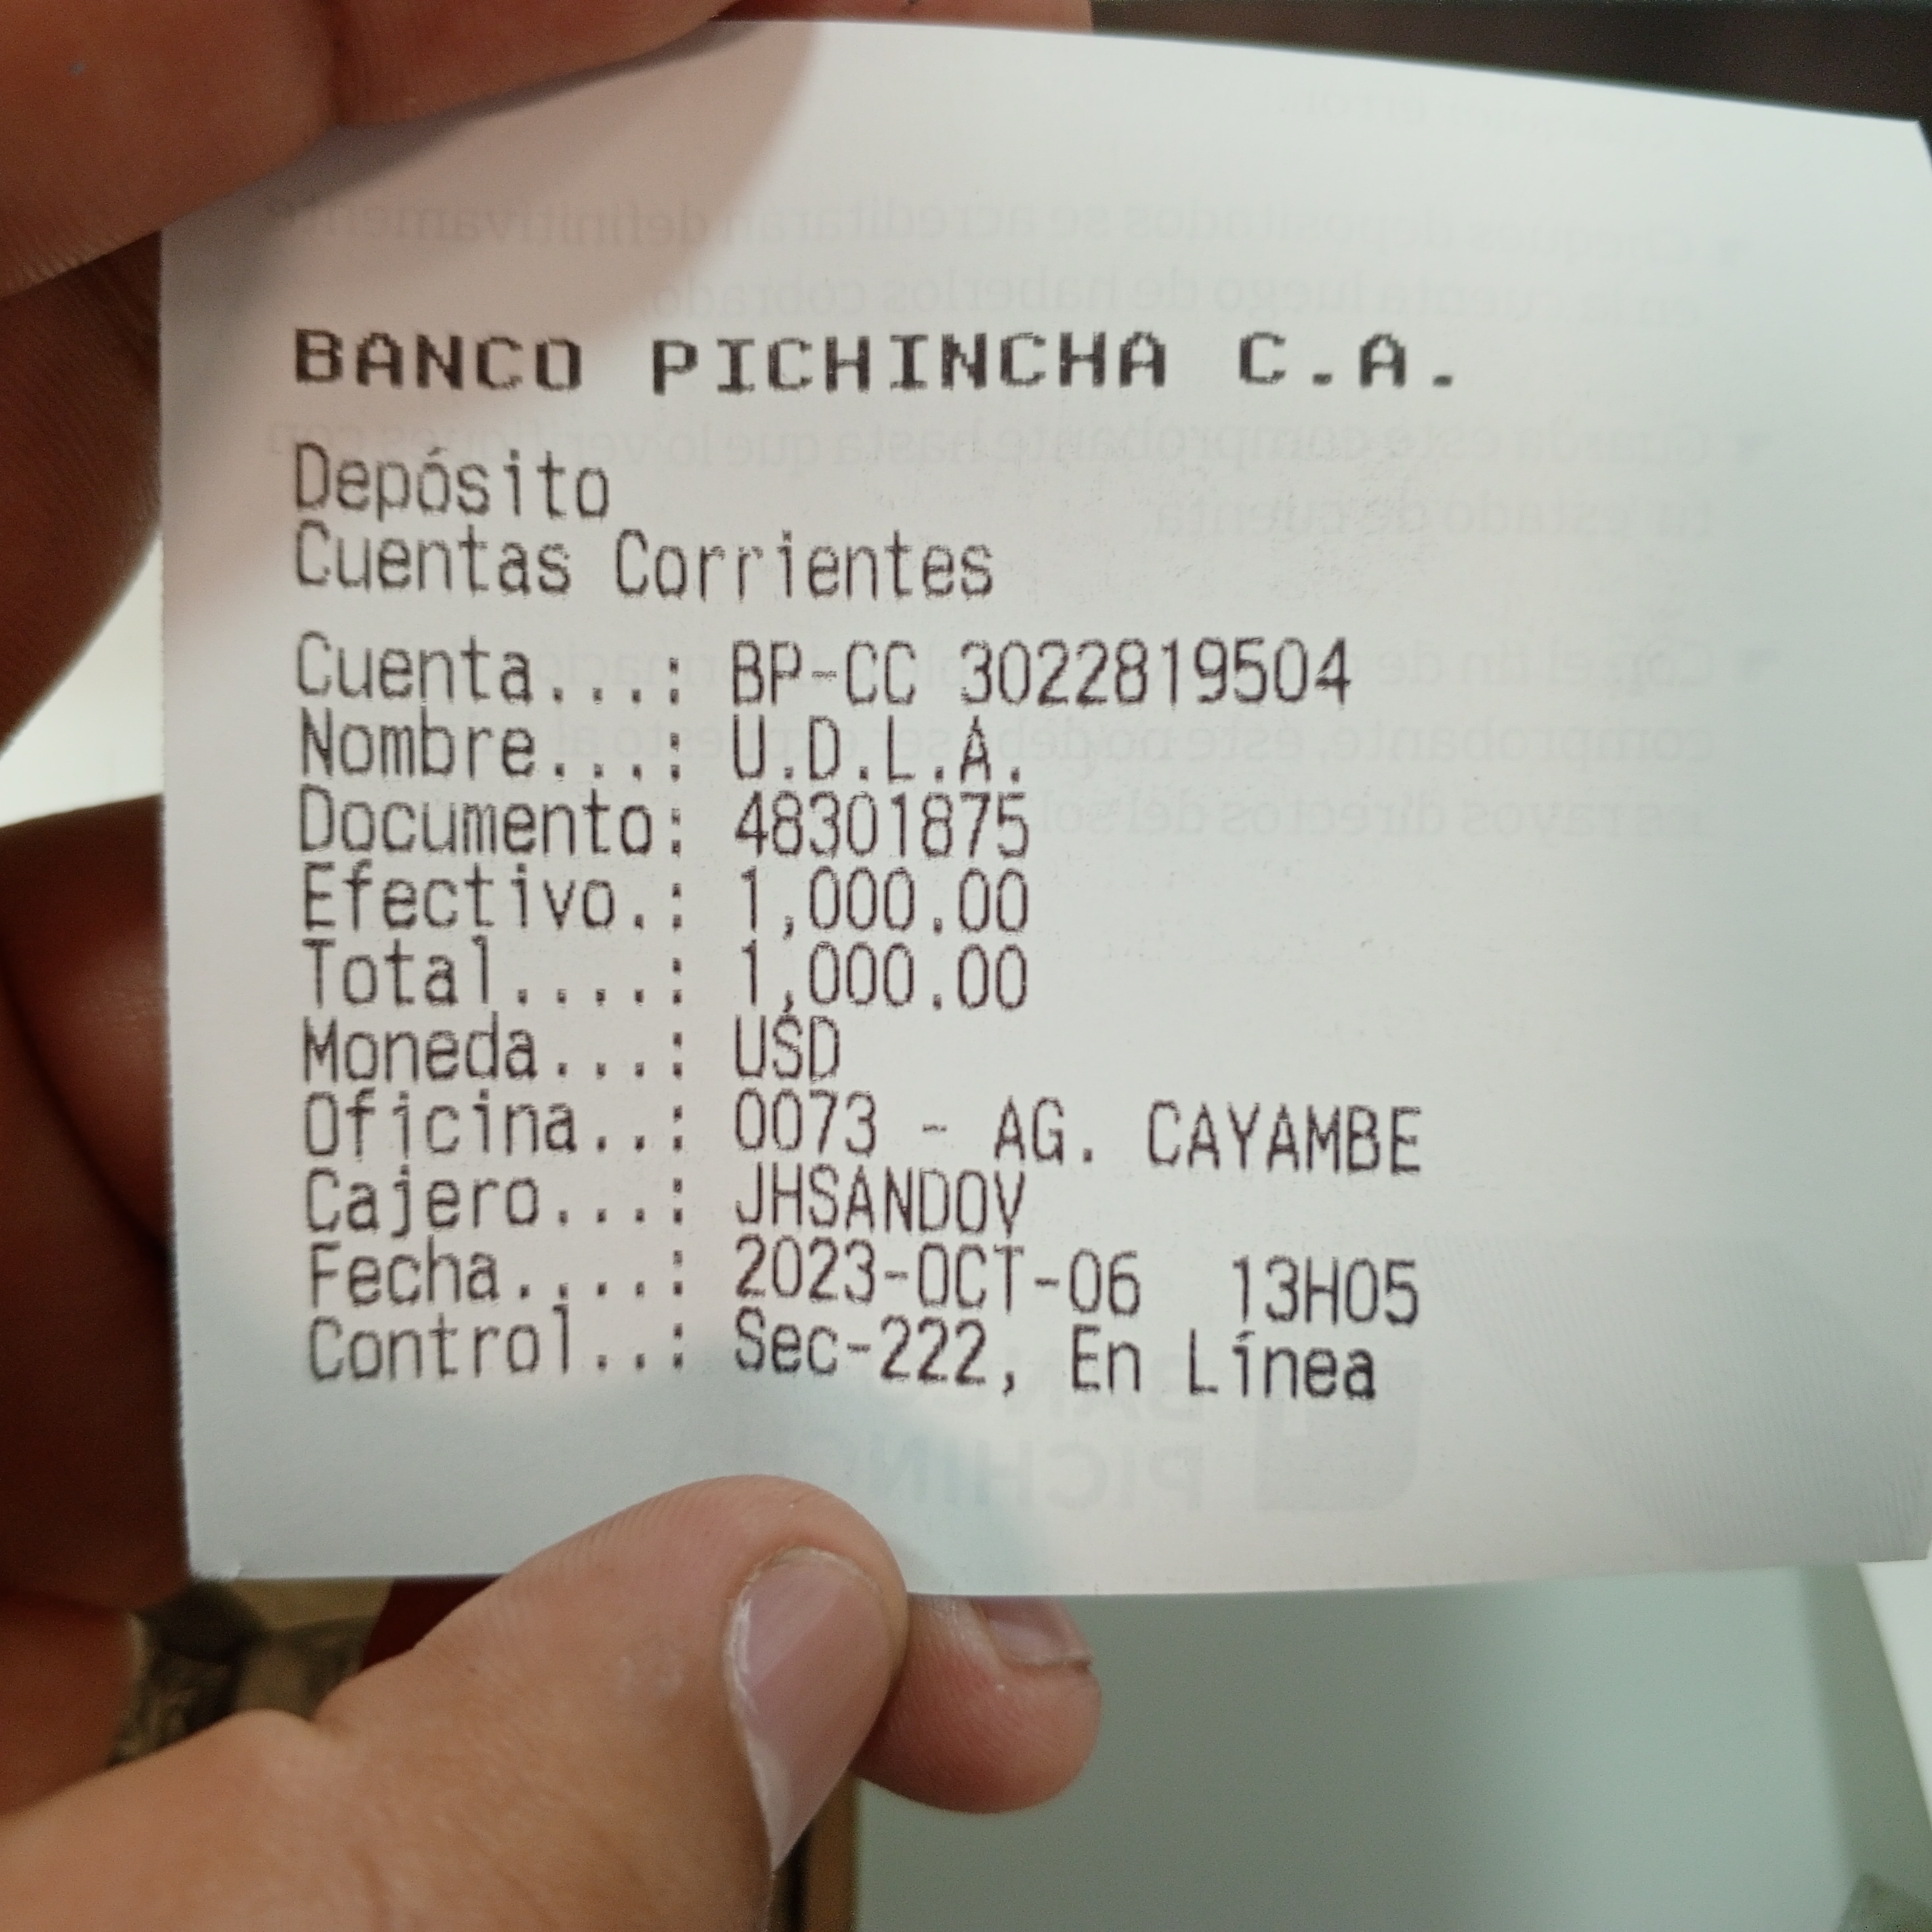 BANCO PICHINCHA C.A.
Depósito
Cuentas Corrientes
Cuenta...: BP-CC 3022819504
Nombre...: U.D.L.A.
Documento: 48301875
Efectivo.: 1,000.00
Total....: 1,000.00
Moneda...: USD
Oficina..: 0073 - AG. CAYAMBE
Cajero...: JHSANDOV
Fecha....: 2023-OCT-06 13H05
Control..: Sec-222, En Línea